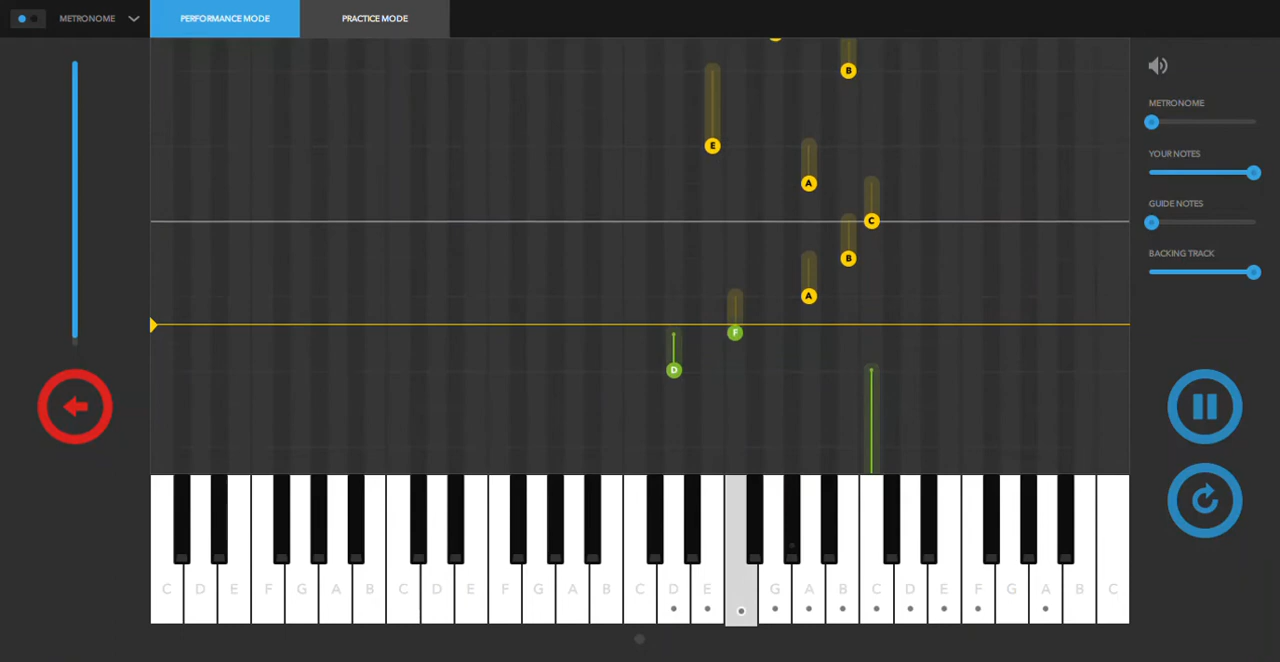 METRONOME PERFORMANCE MODE PRACTICE MODE
B
METRONOME
E
YOUR NOTES
A
GUIDE NOTES
C
BACKING TRACK
B
A
F
D
C D E F G A B C D E F G A B C D E G A B C D E F G A B C